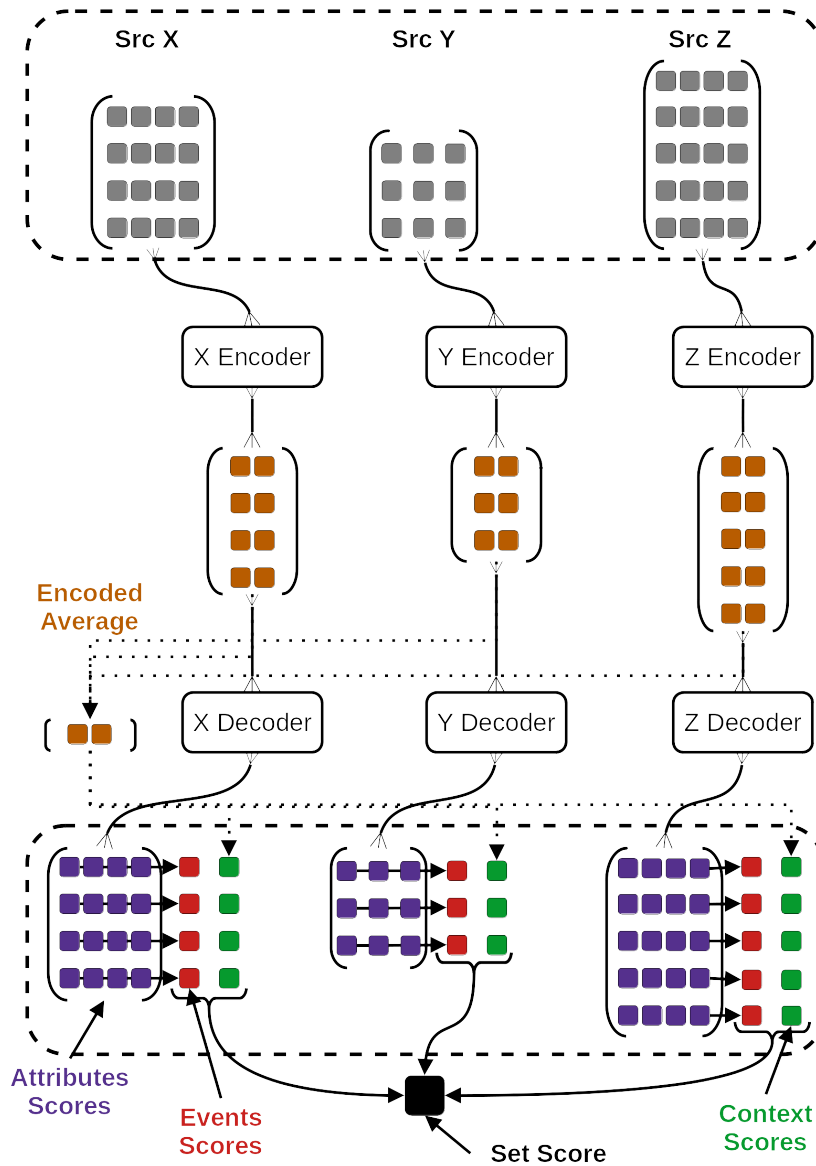 Src X
Src Y
Src Z
X Encoder
Y Encoder
Z Encoder
Encoded
Average
X Decoder
Y Decoder
Z Decoder
Attributes
Scores
Events
Scores
Set Score
Context
Scores